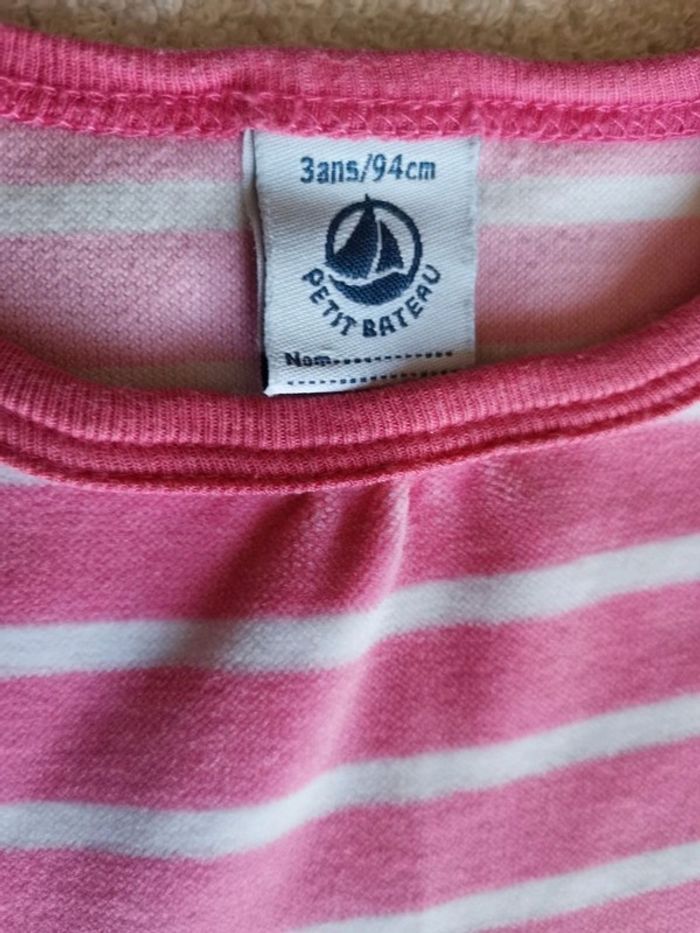 3ans/94cm
PETIT BATEAU
Nom.............
..................